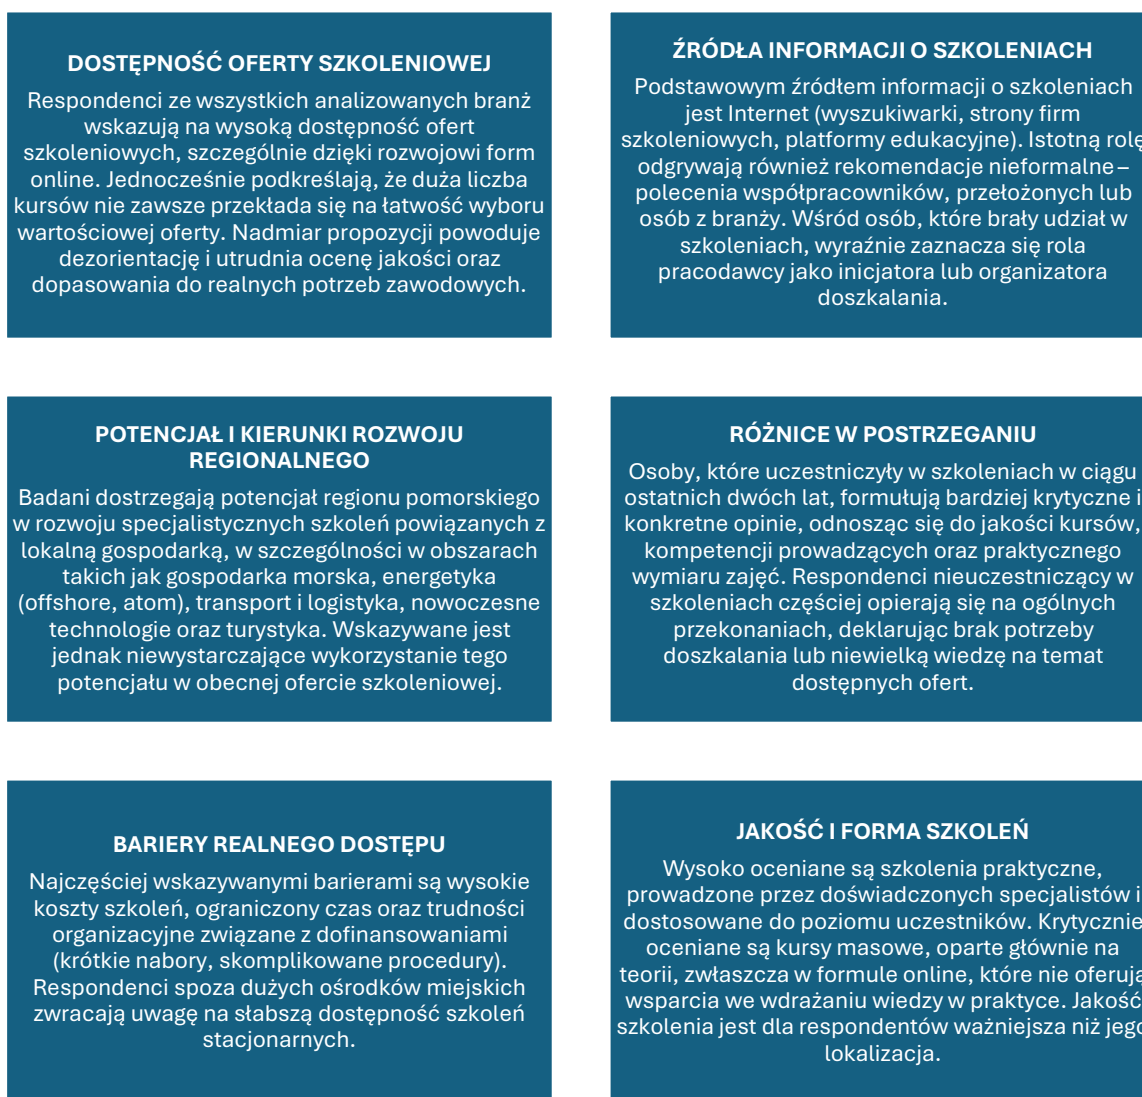 DOSTĘPNOŚĆ OFERTY SZKOLENIOWEJ
Respondenci ze wszystkich analizowanych branż
wskazują na wysoką dostępność ofert
szkoleniowych, szczególnie dzięki rozwojowi form
online. Jednocześnie podkreślają, że duża liczba
kursów nie zawsze przekłada się na łatwość wyboru
wartościowej oferty. Nadmiar propozycji powoduje
dezorientację i utrudnia ocenę jakości oraz
dopasowania do realnych potrzeb zawodowych.
ŹRÓDŁA INFORMACJI O SZKOLENIACH
Podstawowym źródłem informacji o szkoleniach
jest Internet (wyszukiwarki, strony firm
szkoleniowych, platformy edukacyjne). Istotną rolę
odgrywają również rekomendacje nieformalne –
polecenia współpracowników, przełożonych lub
osób z branży. Wśród osób, które brały udział w
szkoleniach, wyraźnie zaznacza się rola
pracodawcy jako inicjatora lub organizatora
doszkalania.
POTENCJAŁ I KIERUNKI ROZWOJU
REGIONALNEGO
Badani dostrzegają potencjał regionu pomorskiego
w rozwoju specjalistycznych szkoleń powiązanych z
lokalną gospodarką, w szczególności w obszarach
takich jak gospodarka morska, energetyka
(offshore, atom), transport i logistyka, nowoczesne
technologie oraz turystyka. Wskazywane jest
jednak niewystarczające wykorzystanie tego
potencjału w obecnej ofercie szkoleniowej.
RÓŻNICE W POSTRZEGANIU
Osoby, które uczestniczyły w szkoleniach w ciągu
ostatnich dwóch lat, formułują bardziej krytyczne i
konkretne opinie, odnosząc się do jakości kursów,
kompetencji prowadzących oraz praktycznego
wymiaru zajęć. Respondenci nieuczestniczący w
szkoleniach częściej opierają się na ogólnych
przekonaniach, deklarując brak potrzeby
doszkalania lub niewielką wiedzę na temat
dostępnych ofert.
BARIERY REALNEGO DOSTĘPU
Najczęściej wskazywanymi barierami są wysokie
koszty szkoleń, ograniczony czas oraz trudności
organizacyjne związane z dofinansowaniami
(krótkie nabory, skomplikowane procedury).
Respondenci spoza dużych ośrodków miejskich
zwracają uwagę na słabszą dostępność szkoleń
stacjonarnych.
JAKOŚĆ I FORMA SZKOLEŃ
Wysoko oceniane są szkolenia praktyczne,
prowadzone przez doświadczonych specjalistów i
dostosowane do poziomu uczestników. Krytycznie
oceniane są kursy masowe, oparte głównie na
teorii, zwłaszcza w formule online, które nie oferują
wsparcia we wdrażaniu wiedzy w praktyce. Jakość
szkolenia jest dla respondentów ważniejsza niż jego
lokalizacja.